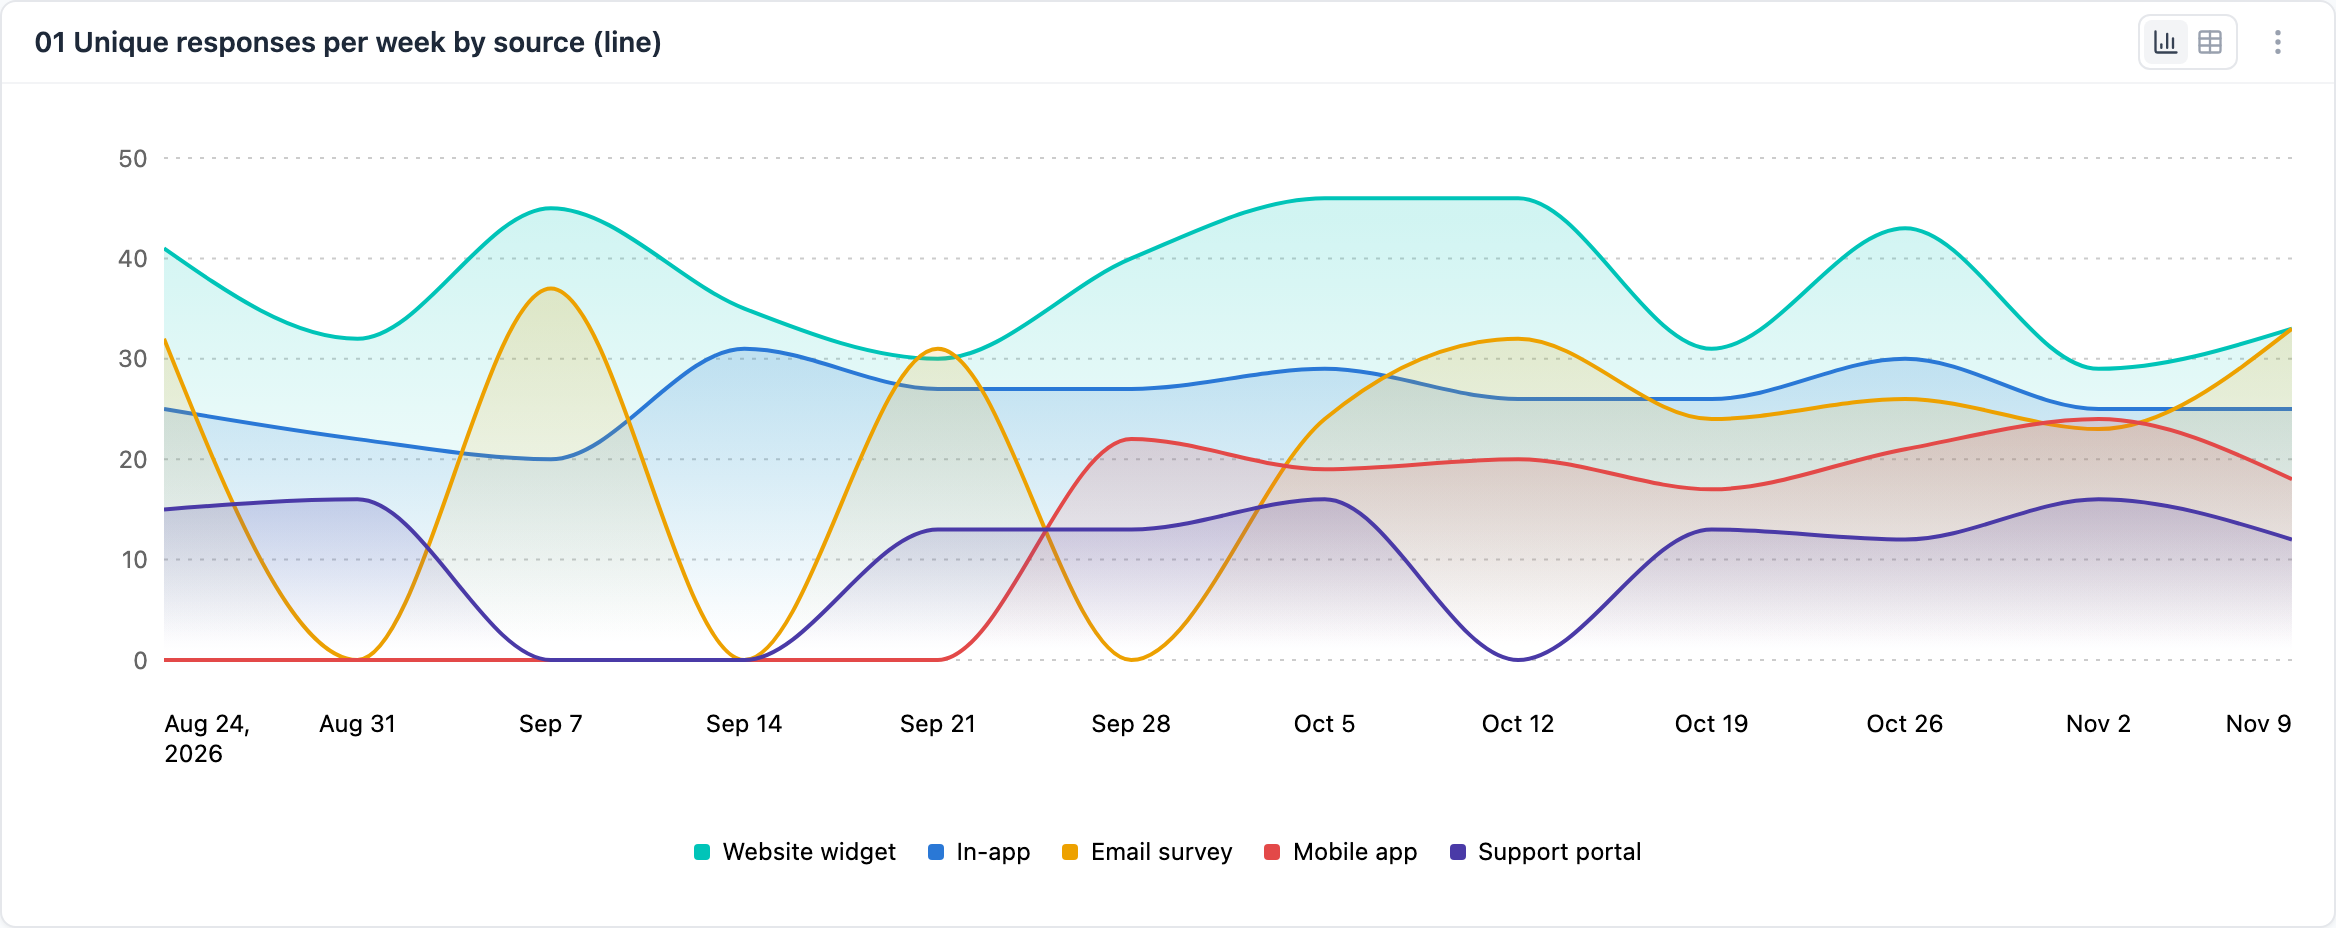 01 Unique responses per week by source (line)
50
40
30
20
10
0
Aug 24,
2026
Aug 31
Sep 7
Sep 14
Sep 21
Sep 28
Oct 5
Oct 12
Oct 19
Oct 26
Nov 2
Nov 9
Website widget
In-app
Email survey
Mobile app
Support portal